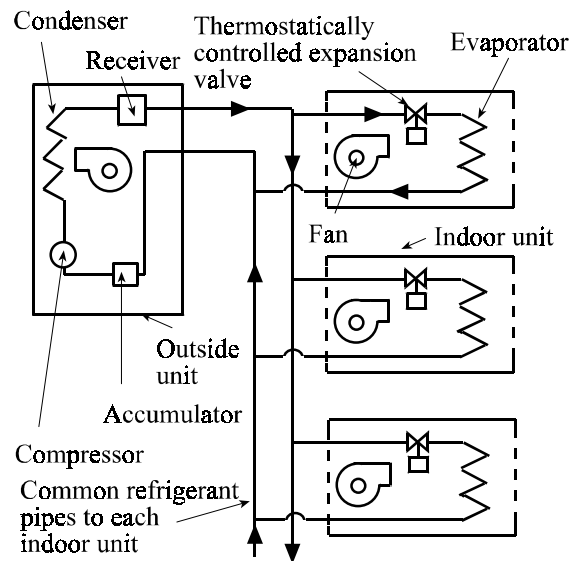 Condenser
Receiver
Thermostatically
controlled expansion
valve
Evaporator
Fan
Indoor unit
Outside
unit
Accumulator
Compressor
Common refrigerant
pipes to each
indoor unit